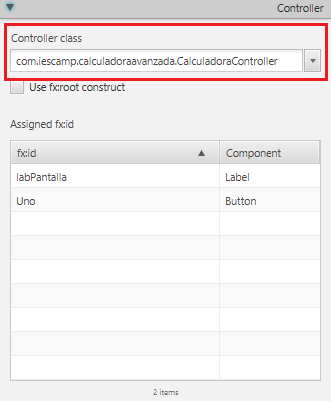 Controller
Controller class
com.iescamp.calculadoraavanzada.CalculadoraController
Use fx:root construct
Assigned fx:id
fx:id Component
labPantalla Label
Uno Button
2 items